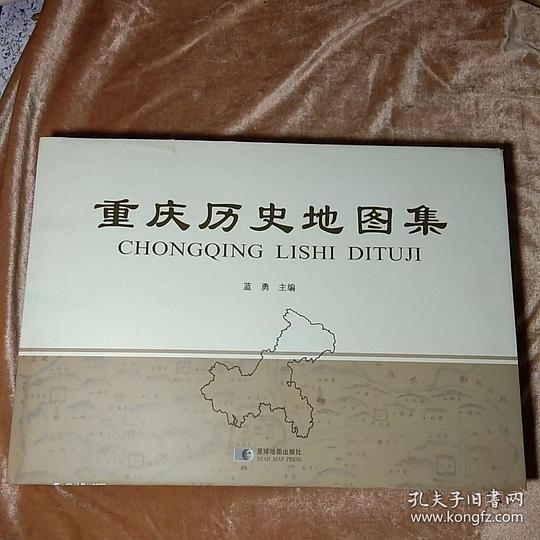 重庆历史地图集
CHONGQING LISHI DITUJI
蓝 勇 主编
星球地图出版社
STAR MAP PRESS
孔夫子旧書网
www.kongfz.com